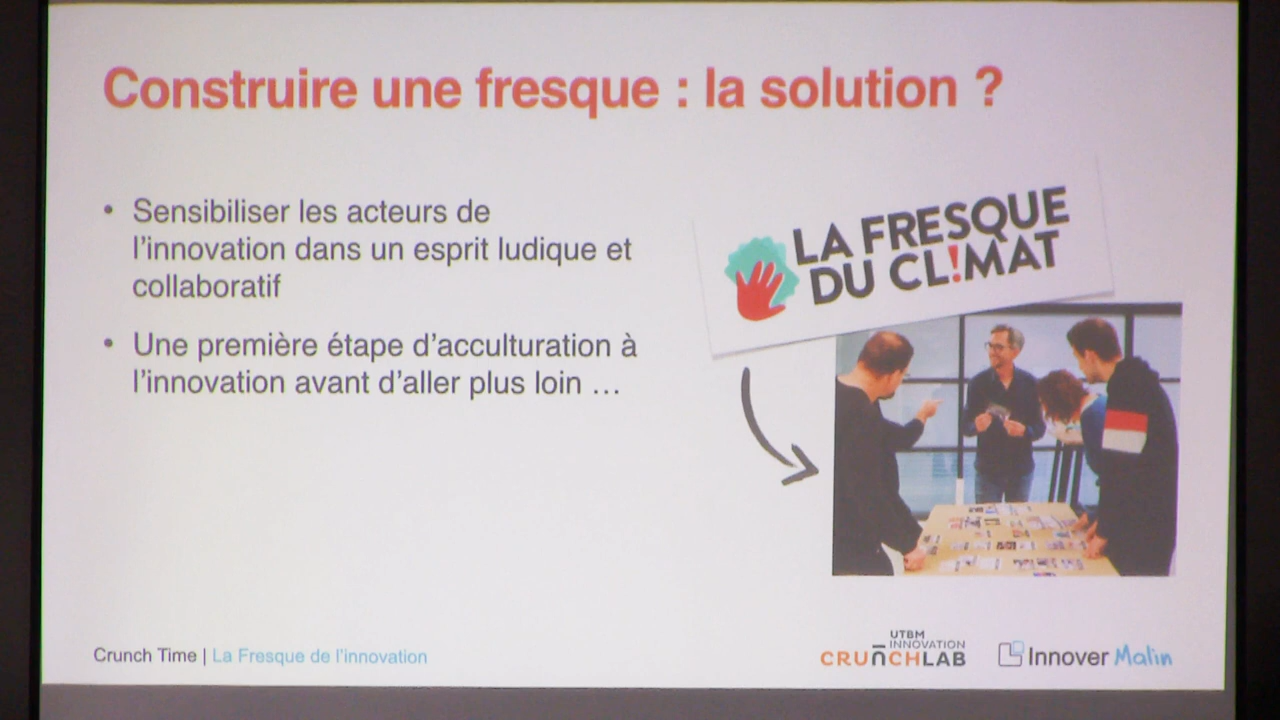 Construire une fresque : la solution ?
• Sensibiliser les acteurs de
l'innovation dans un esprit ludique et
collaboratif
• Une première étape d'acculturation à
l'innovation avant d'aller plus loin …
LA FRESQUE
DU CL!MAT
Crunch Time | La Fresque de l'innovation
UTBM
INNOVATION
CRUNCHLAB
Innover Malin